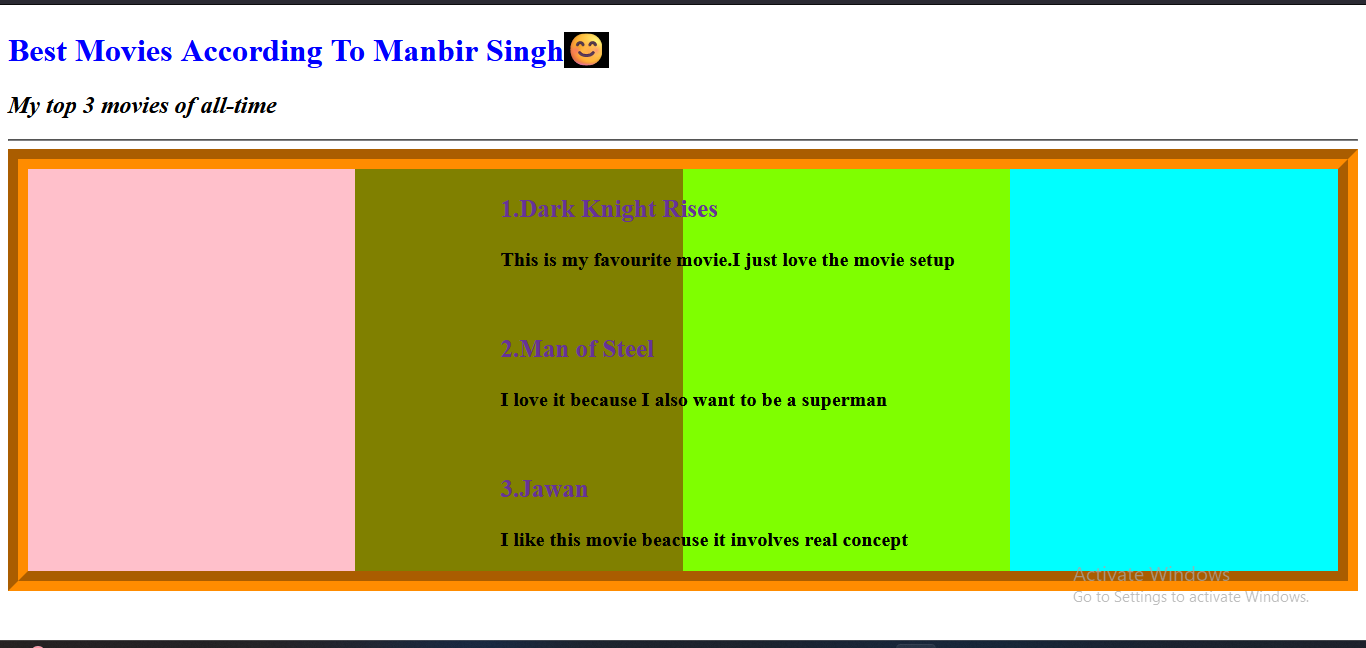 Best Movies According To Manbir Singh😊
My top 3 movies of all-time
1.Dark Knight Rises
This is my favourite movie.I just love the movie setup
2.Man of Steel
I love it because I also want to be a superman
3.Jawan
I like this movie beacuse it involves real concept
Activate Windows
Go to Settings to activate Windows.